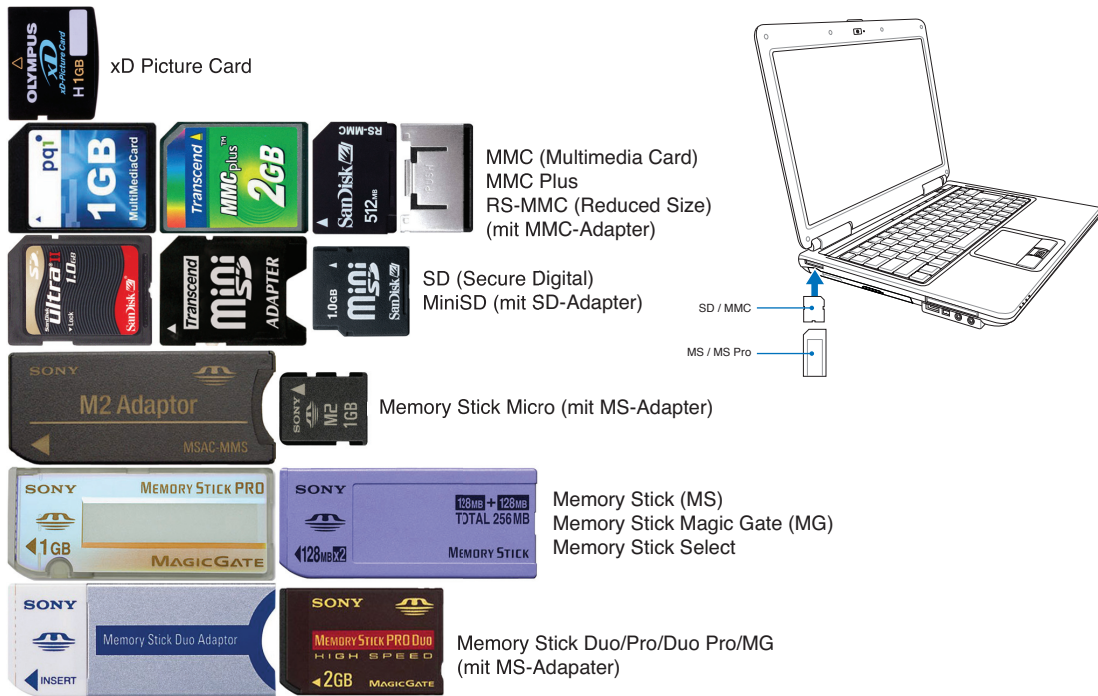 OLYMPUS
xD
xD-Picture Card
H 1GB
xD Picture Card
pqi
1GB
MultiMediaCard
Transcend
MMCplus™
2GB
RS-MMC
SanDisk
512MB
PUSH
MMC (Multimedia Card)
MMC Plus
RS-MMC (Reduced Size)
(mit MMC-Adapter)
SD
SanDisk
ultra II
1.0GB
Lock
SanDisk
Transcend
mini SD
ADAPTER
1.0GB
mini SD
SanDisk
SD (Secure Digital)
MiniSD (mit SD-Adapter)
SONY
M2 Adaptor
MSAC-MMS
SONY
M2
1GB
Memory Stick Micro (mit MS-Adapter)
SONY
MEMORY STICK PRO
1GB
MAGICGATE
SONY
128MB + 128MB
TOTAL 256MB
128MBX2
MEMORY STICK
Memory Stick (MS)
Memory Stick Magic Gate (MG)
Memory Stick Select
SONY
Memory Stick Duo Adaptor
INSERT
SONY
MEMORY STICK PRO DUO
HIGH SPEED
2GB
MAGICGATE
Memory Stick Duo/Pro/Duo Pro/MG
(mit MS-Adapater)
SD / MMC
MS / MS Pro